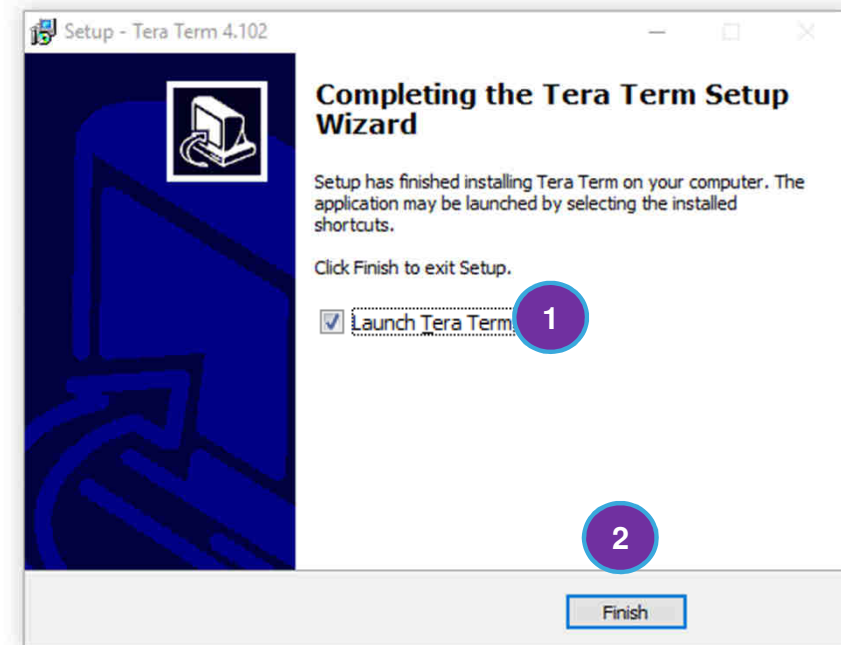 Setup - Tera Term 4.102
Completing the Tera Term Setup
Wizard
Setup has finished installing Tera Term on your computer. The
application may be launched by selecting the installed
shortcuts.
Click Finish to exit Setup.
Launch Tera Term
1
2
Finish